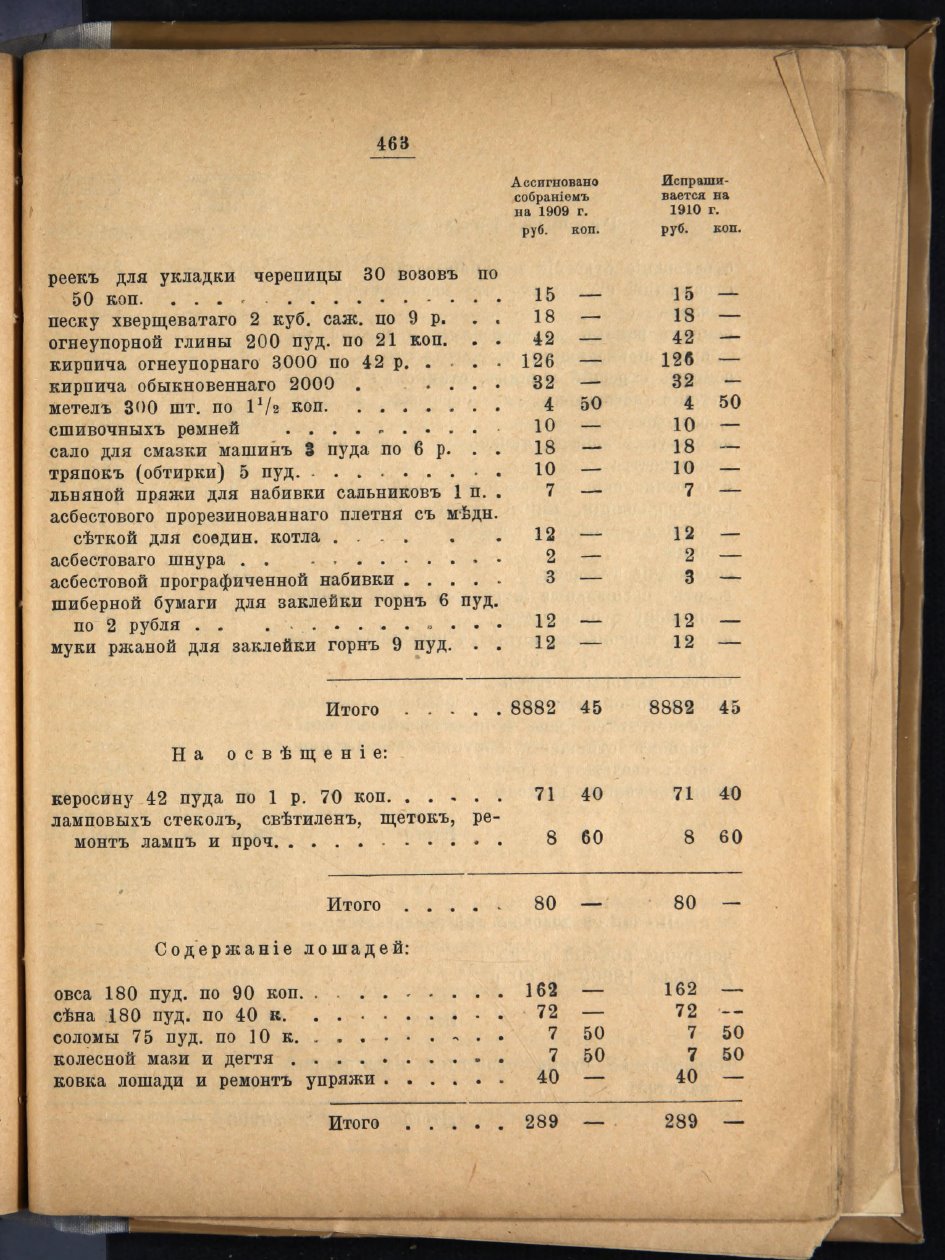 463
Ассигновано собраніемъ на 1909 г. Испрашивается на 1910 г.
руб. коп. руб. коп.
реекъ для укладки черепицы 30 возовъ по
50 коп. . . . . . . . . . . . . . . 15 — 15 —
песку хверщеватаго 2 куб. саж. по 9 р. . . 18 — 18 —
огнеупорной глины 200 пуд. по 21 коп. . . 42 — 42 —
кирпича огнеупорнаго 3000 по 42 р. . . . . 126 — 126 —
кирпича обыкновеннаго 2000 . . . . . . 32 — 32 —
метелъ 300 шт. по 1¹/₂ коп. . . . . . . . 4 50 4 50
сшивочныхъ ремней . . . . . . . . . . 10 — 10 —
сало для смазки машинъ 3 пуда по 6 р. . . 18 — 18 —
тряпокъ (обтирки) 5 пуд. . . . . . . . . 10 — 10 —
льняной пряжи для набивки сальниковъ 1 п. . 7 — 7 —
асбестового прорезинованнаго плетня съ мѣдн.
сѣткой для соедин. котла . . . . . . 12 — 12 —
асбестоваго шнура . . . . . . . . . . . 2 — 2 —
асбестовой прографиченной набивки . . . . . 3 — 3 —
шиберной бумаги для заклейки горнъ 6 пуд.
по 2 рубля . . . . . . . . . . . . . 12 — 12 —
муки ржаной для заклейки горнъ 9 пуд. . . 12 — 12 —
Итого . . . . . 8882 45 8882 45
На освѣщеніе:
керосину 42 пуда по 1 р. 70 коп. . . . . . 71 40 71 40
ламповыхъ стеколъ, свѣтиленъ, щетокъ, ре-
монтъ лампъ и проч. . . . . . . . . . . 8 60 8 60
Итого . . . . . 80 — 80 —
Содержаніе лошадей:
овса 180 пуд. по 90 коп. . . . . . . . . . 162 — 162 —
сѣна 180 пуд. по 40 к. . . . . . . . . . 72 — 72 —
соломы 75 пуд. по 10 к. . . . . . . . . . 7 50 7 50
колесной мази и дегтя . . . . . . . . . . 7 50 7 50
ковка лошади и ремонтъ упряжи . . . . . . 40 — 40 —
Итого . . . . . 289 — 289 —